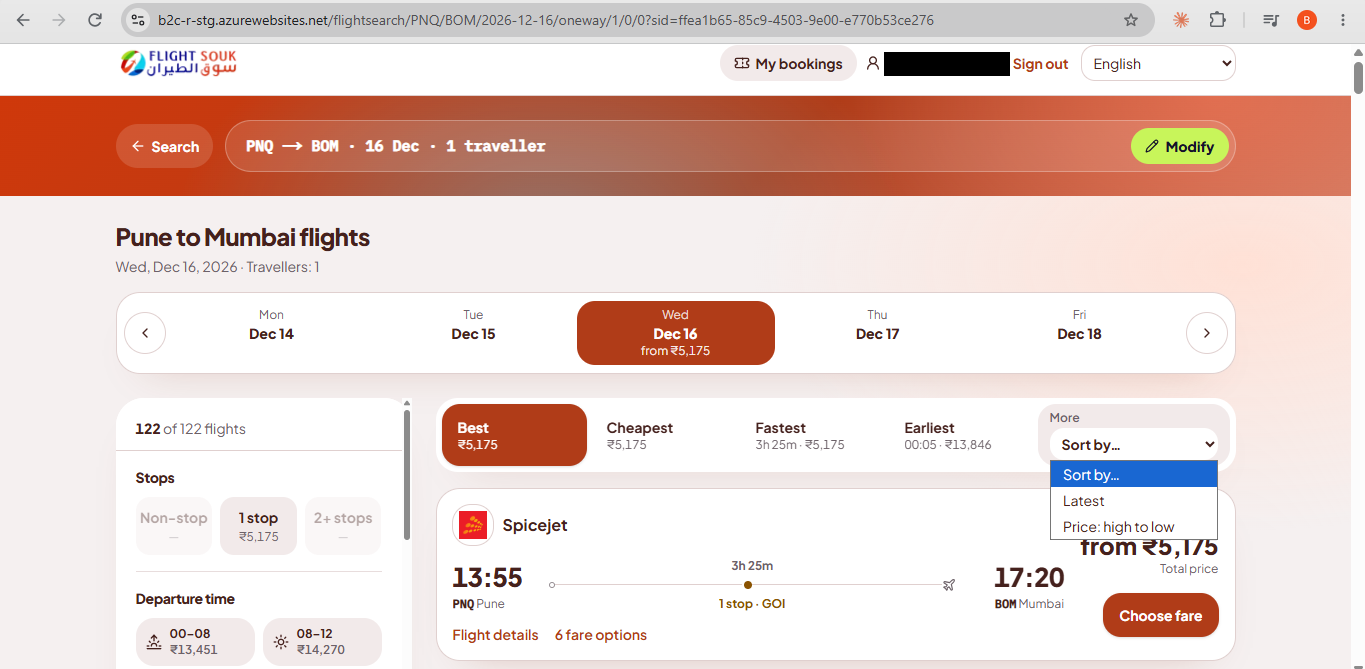 b2c-r-stg.azurewebsites.net/flightsearch/PNQ/BOM/2026-12-16/oneway/1/0/0?sid=ffea1b65-85c9-4503-9e00-e770b53ce276
B
FLIGHT SOUK
سوق الطيران
My bookings
Sign out
English
Search
PNQ → BOM · 16 Dec · 1 traveller
Modify
Pune to Mumbai flights
Wed, Dec 16, 2026 · Travellers: 1
Mon
Dec 14
Tue
Dec 15
Wed
Dec 16
from ₹5,175
Thu
Dec 17
Fri
Dec 18
122 of 122 flights
Stops
Non-stop
—
1 stop
₹5,175
2+ stops
—
Departure time
00–08
₹13,451
08–12
₹14,270
Best
₹5,175
Cheapest
₹5,175
Fastest
3h 25m · ₹5,175
Earliest
00:05 · ₹13,846
More
Sort by...
Sort by...
Latest
Price: high to low
Spicejet
13:55
PNQ Pune
3h 25m
1 stop · GOI
17:20
BOM Mumbai
from ₹5,175
Total price
Choose fare
Flight details
6 fare options